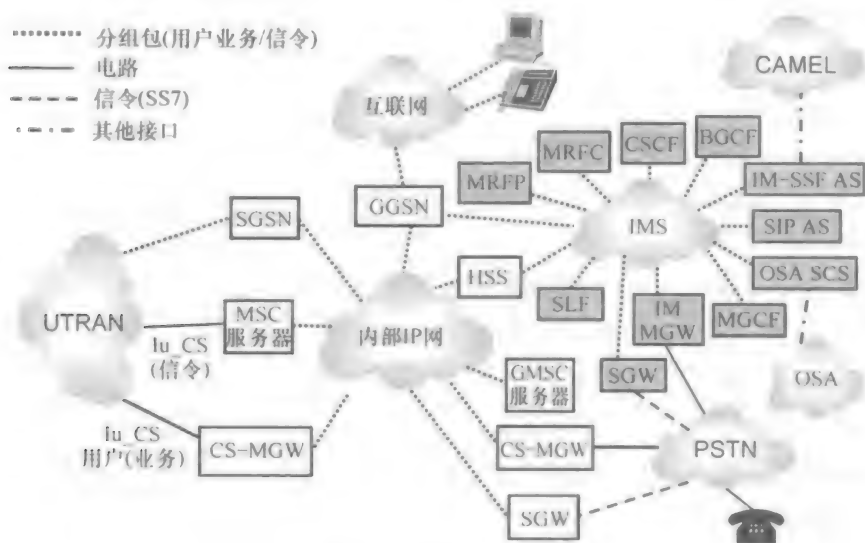 分组包(用户业务/信令)
电路
信令(SS7)
其他接口
互联网
CAMEL
MRFP
MRFC
CSCF
BGCF
IM-SSF AS
SGSN
GGSN
IMS
SIP AS
HSS
OSA SCS
UTRAN
MSC
服务器
内部IP网
SLF
IM
MGW
MGCF
Iu_CS
(信令)
GMSC
服务器
SGW
OSA
Iu_CS
用户(业务)
CS-MGW
CS-MGW
PSTN
SGW